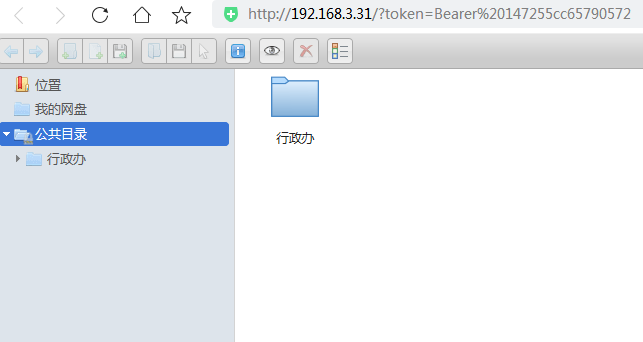 http://192.168.3.31/?token=Bearer%20147255cc65790572
位置
我的网盘
公共目录
行政办
行政办